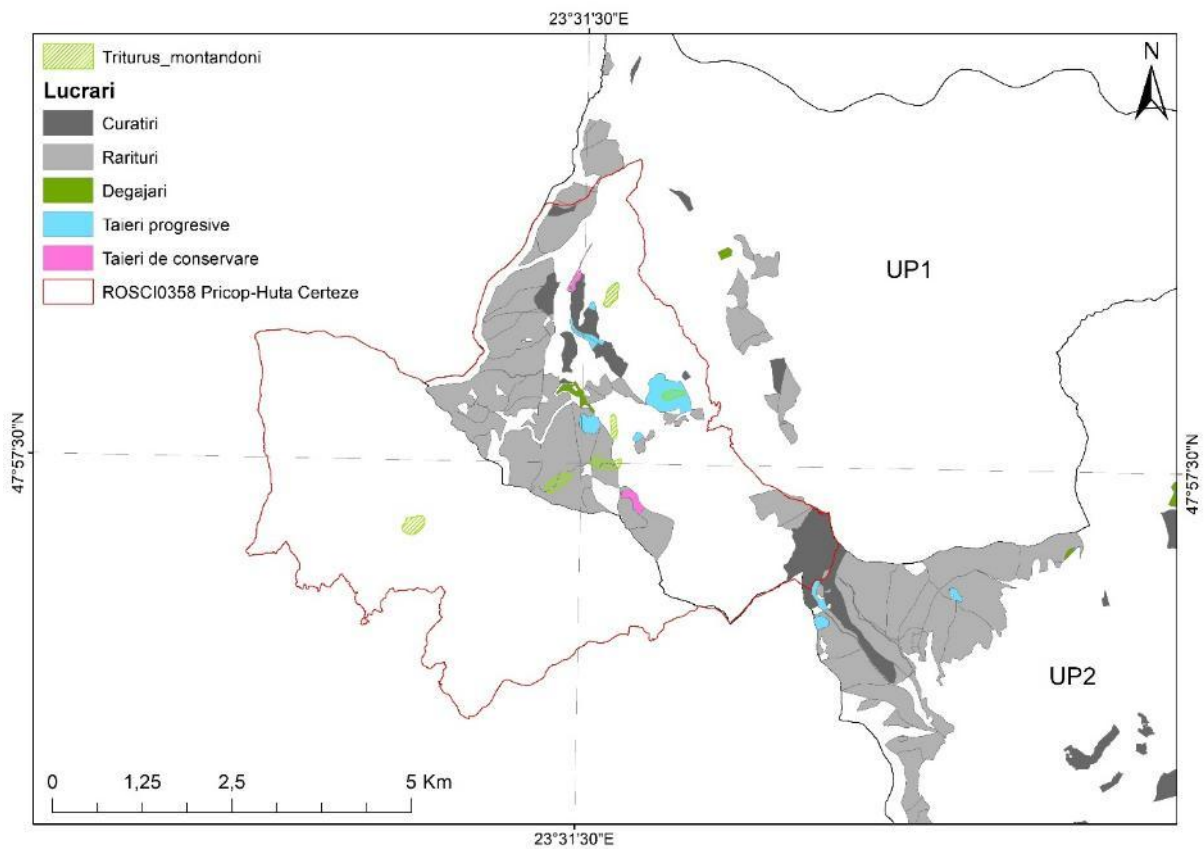 23°31'30"E
Triturus_montandoni
Lucrari
Curatiri
Rarituri
Degajari
Taieri progresive
Taieri de conservare
ROSCI0358 Pricop-Huta Certeze
N
UP1
47°57'30"N
47°57'30"N
UP2
0 1,25 2,5 5 Km
23°31'30"E